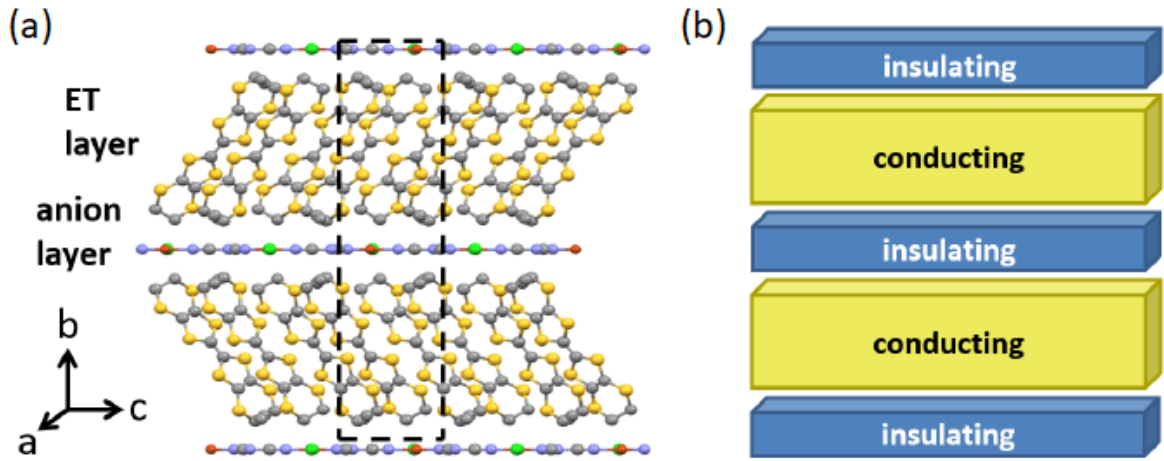 (a)
ET
layer
anion
layer
b
c
a
(b)
insulating
conducting
insulating
conducting
insulating